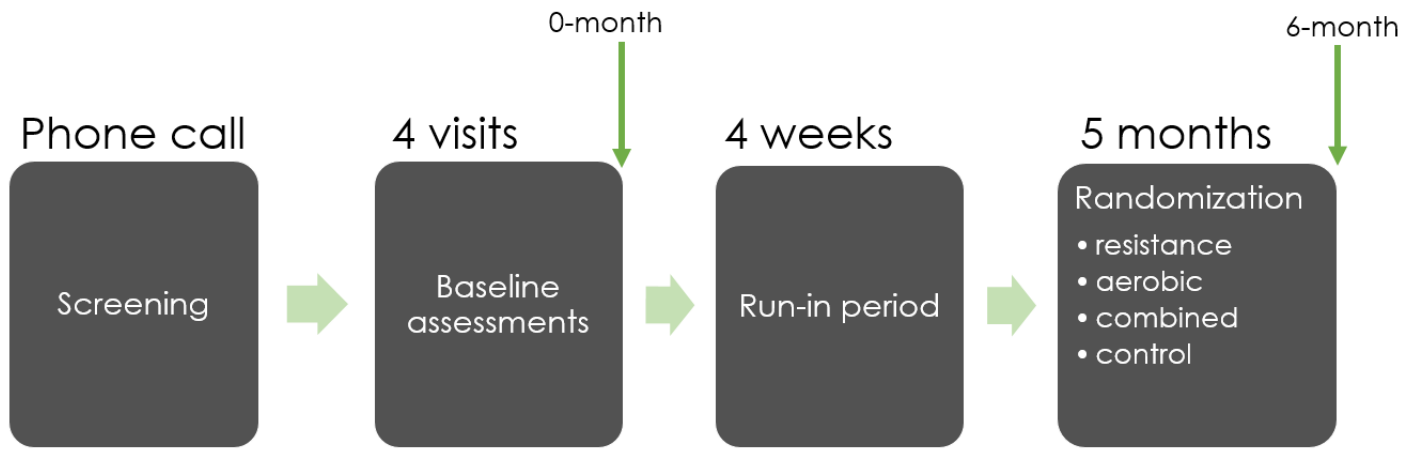 0-month
6-month
Phone call
4 visits
4 weeks
5 months
Screening
Baseline
assessments
Run-in period
Randomization
• resistance
• aerobic
• combined
• control